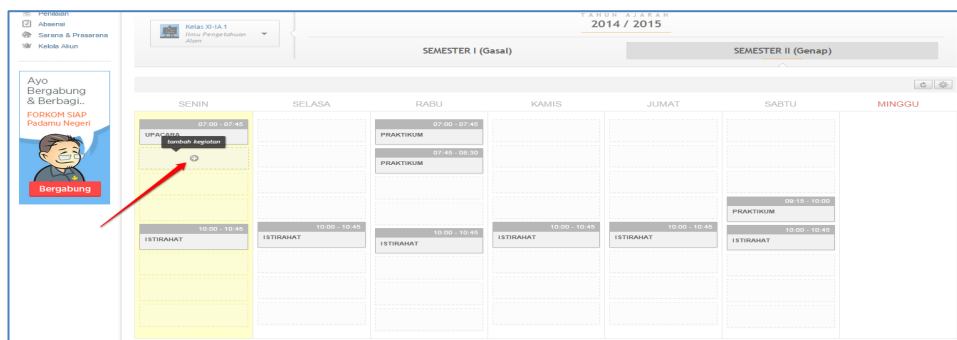 Penilaian
Absensi
Sarana & Prasarana
Kelola Akun
Ayo
Bergabung
& Berbagi..
FORKOM SIAP
Padamu Negeri
Bergabung
Kelas XI-IA 1
Ilmu Pengetahuan
Alam
TAHUN AJARAN
2014 / 2015
SEMESTER I (Gasal)
SEMESTER II (Genap)
SENIN
SELASA
RABU
KAMIS
JUMAT
SABTU
MINGGU
07:00 - 07:45
UPACARA
tambah kegiatan
10:00 - 10:45
ISTIRAHAT
10:00 - 10:45
ISTIRAHAT
07:00 - 07:45
PRAKTIKUM
07:45 - 08:30
PRAKTIKUM
10:00 - 10:45
ISTIRAHAT
10:00 - 10:45
ISTIRAHAT
10:00 - 10:45
ISTIRAHAT
09:15 - 10:00
PRAKTIKUM
10:00 - 10:45
ISTIRAHAT